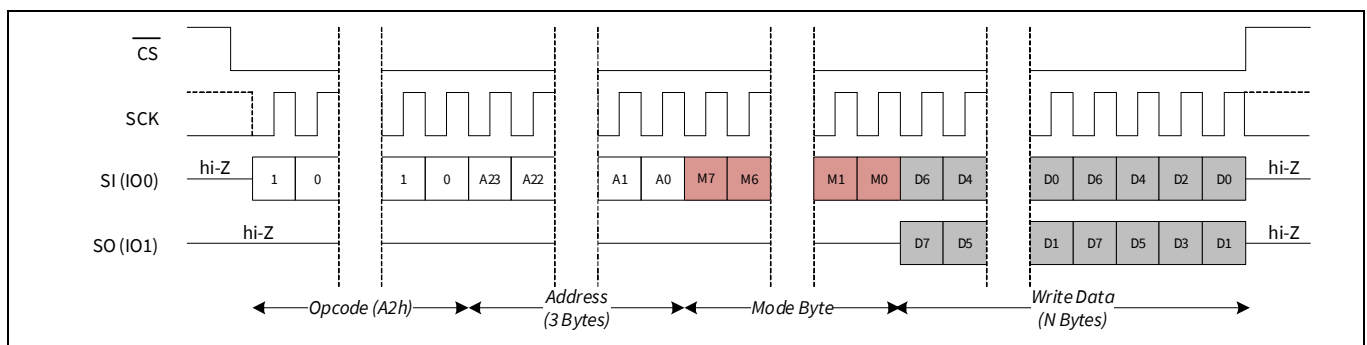 CS
SCK
hi-Z hi-Z
SI (IO0) 1 0 1 0 A23 A22 A1 A0 M7 M6 M1 M0 D6 D4 D0 D6 D4 D2 D0
hi-Z hi-Z
SO (IO1) D7 D5 D1 D7 D5 D3 D1
Opcode (A2h) Address Mode Byte Write Data
(3 Bytes) (N Bytes)